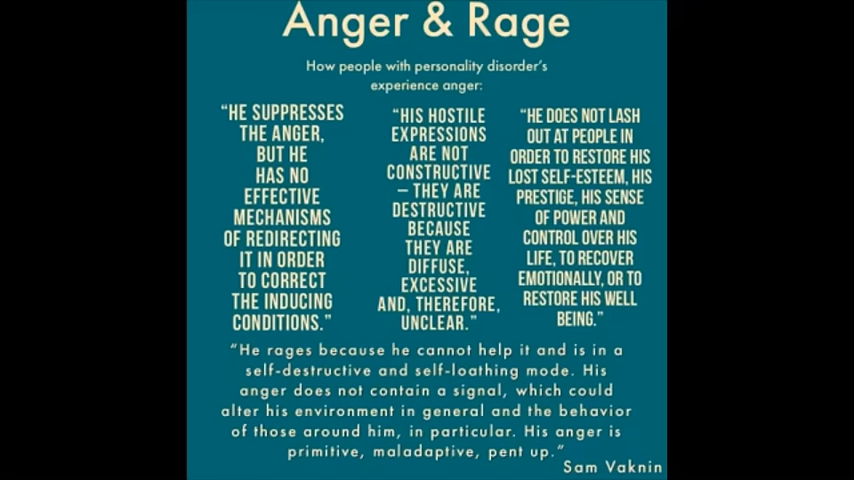 Anger & Rage
How people with personality disorder's
experience anger:
"HE SUPPRESSES
THE ANGER,
BUT HE
HAS NO
EFFECTIVE
MECHANISMS
OF REDIRECTING
IT IN ORDER
TO CORRECT
THE INDUCING
CONDITIONS."
"HIS HOSTILE
EXPRESSIONS
ARE NOT
CONSTRUCTIVE
– THEY ARE
DESTRUCTIVE
BECAUSE
THEY ARE
DIFFUSE,
EXCESSIVE
AND, THEREFORE,
UNCLEAR."
"HE DOES NOT LASH
OUT AT PEOPLE IN
ORDER TO RESTORE HIS
LOST SELF-ESTEEM, HIS
PRESTIGE, HIS SENSE
OF POWER AND
CONTROL OVER HIS
LIFE, TO RECOVER
EMOTIONALLY, OR TO
RESTORE HIS WELL
BEING."
"He rages because he cannot help it and is in a
self-destructive and self-loathing mode. His
anger does not contain a signal, which could
alter his environment in general and the behavior
of those around him, in particular. His anger is
primitive, maladaptive, pent up."
Sam Vaknin